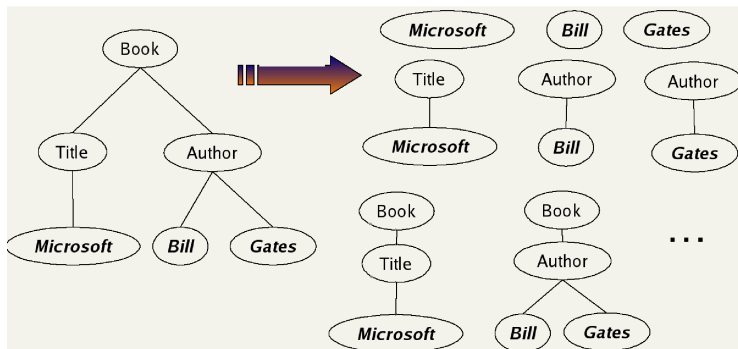 Book
Title Author
Microsoft Bill Gates
Microsoft Bill Gates
Title Author Author
Microsoft Bill Gates
Book Book
Title Author
Microsoft Bill Gates
...